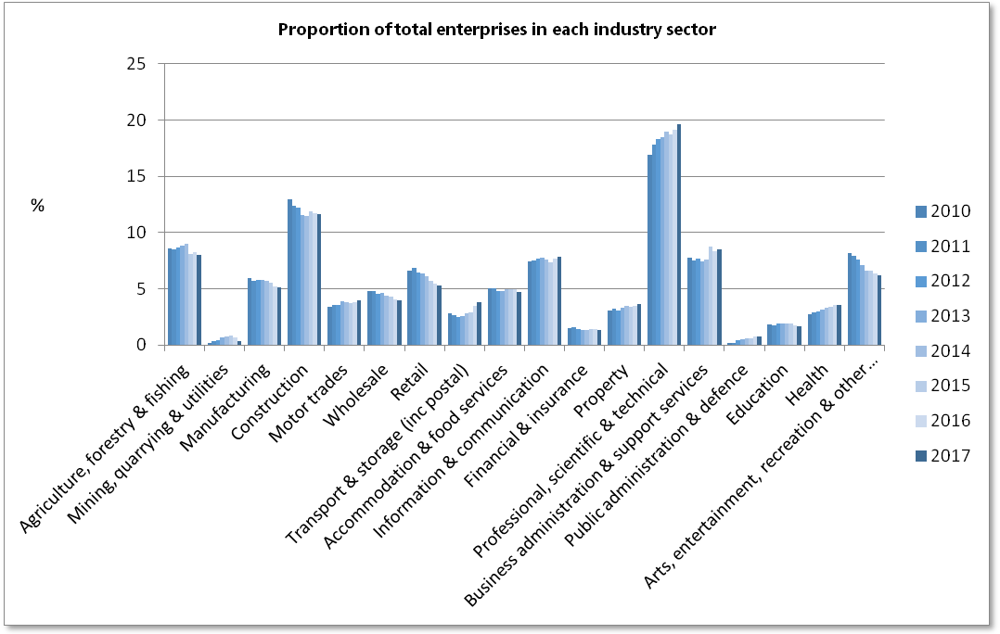 Proportion of total enterprises in each industry sector
25
20
15
10
5
0
%
Agriculture, forestry & fishing
Mining, quarrying & utilities
Manufacturing
Construction
Motor trades
Wholesale
Retail
Transport & storage (inc postal)
Accommodation & food services
Information & communication
Financial & insurance
Property
Professional, scientific & technical
Business administration & support services
Public administration & defence
Education
Health
Arts, entertainment, recreation & other...
2010
2011
2012
2013
2014
2015
2016
2017